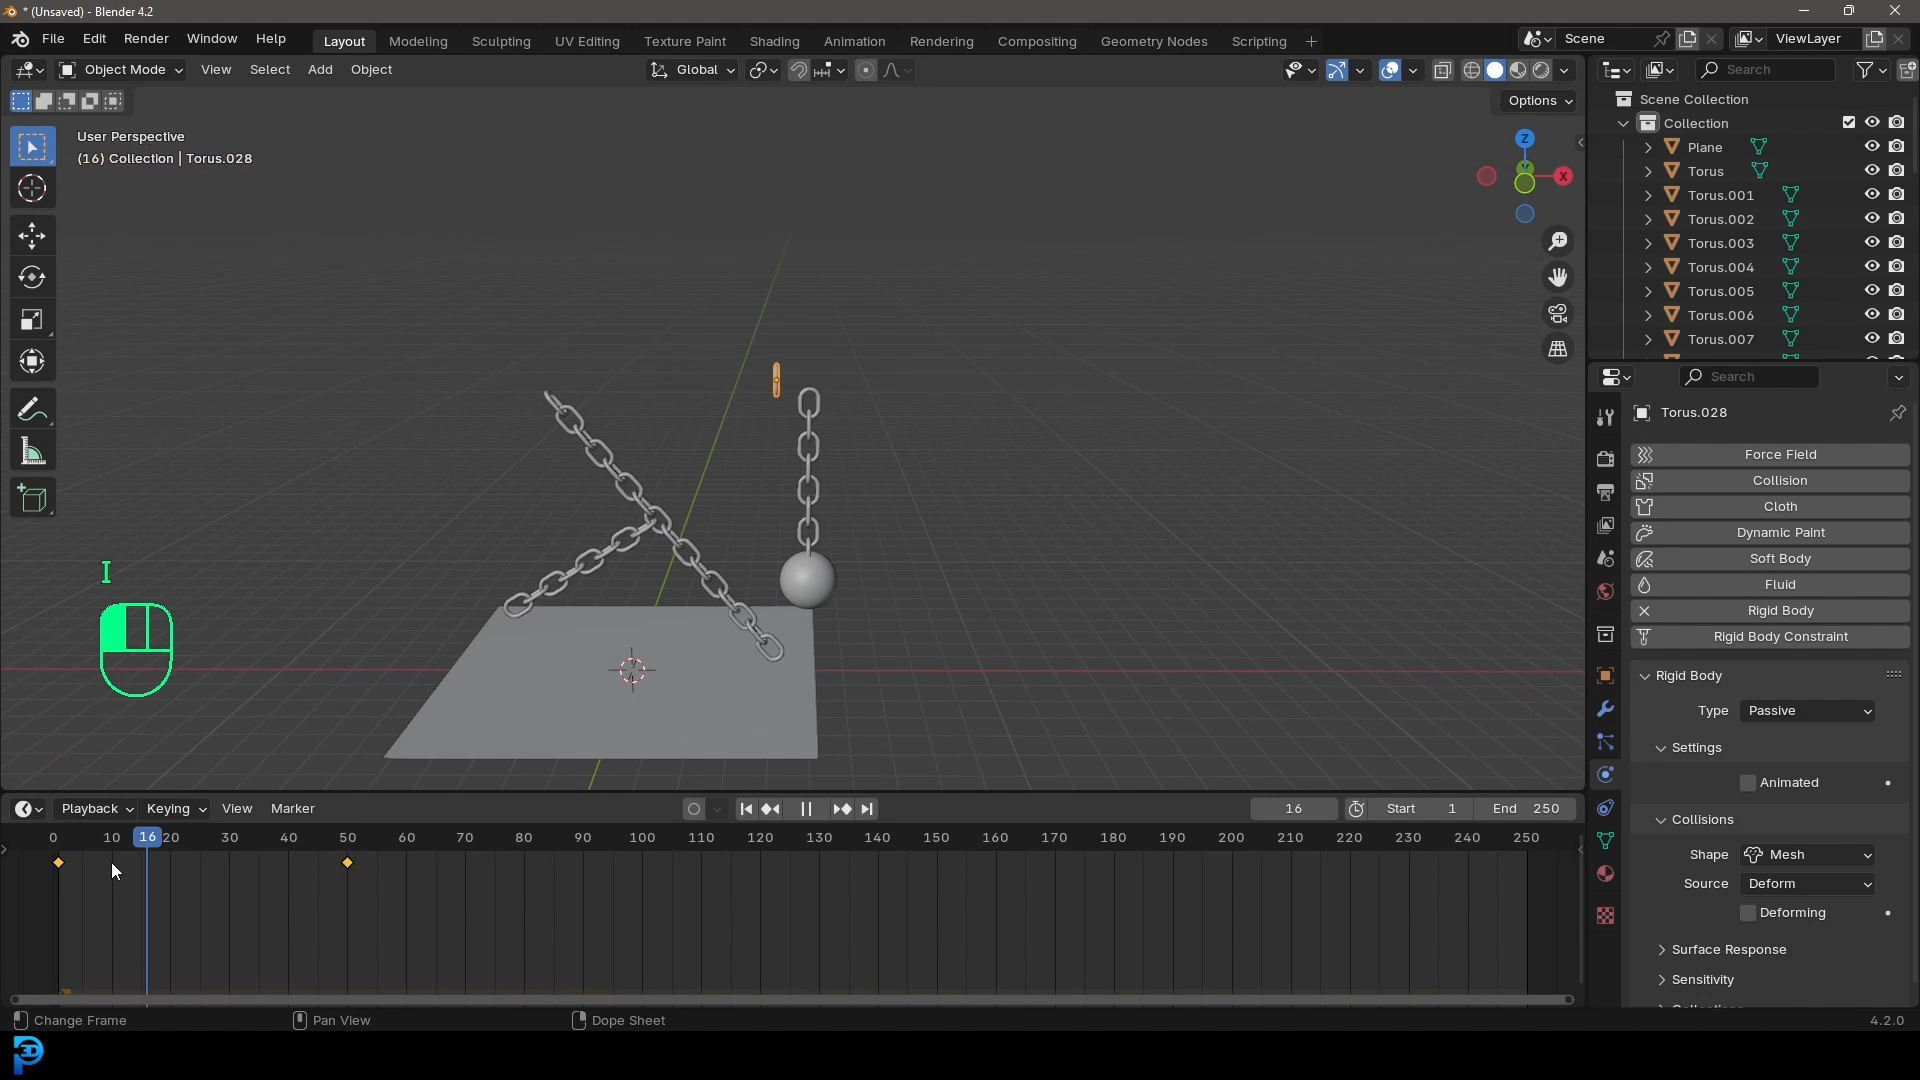 * (Unsaved) - Blender 4.2
File Edit Render Window Help
Layout Modeling Sculpting UV Editing Texture Paint Shading Animation Rendering Compositing Geometry Nodes Scripting +
Scene ViewLayer
Object Mode View Select Add Object
Global
Search
Options
User Perspective
(16) Collection | Torus.028
Z
Y
X
Scene Collection
Collection
Plane
Torus
Torus.001
Torus.002
Torus.003
Torus.004
Torus.005
Torus.006
Torus.007
Search
Torus.028
Force Field
Collision
Cloth
Dynamic Paint
Soft Body
Fluid
Rigid Body
Rigid Body Constraint
Rigid Body
Type Passive
Settings
Animated
Collisions
Shape Mesh
Source Deform
Deforming
Surface Response
Sensitivity
I
Playback Keying View Marker
16 Start 1 End 250
0 10 16 20 30 40 50 60 70 80 90 100 110 120 130 140 150 160 170 180 190 200 210 220 230 240 250
Change Frame Pan View Dope Sheet
4.2.0